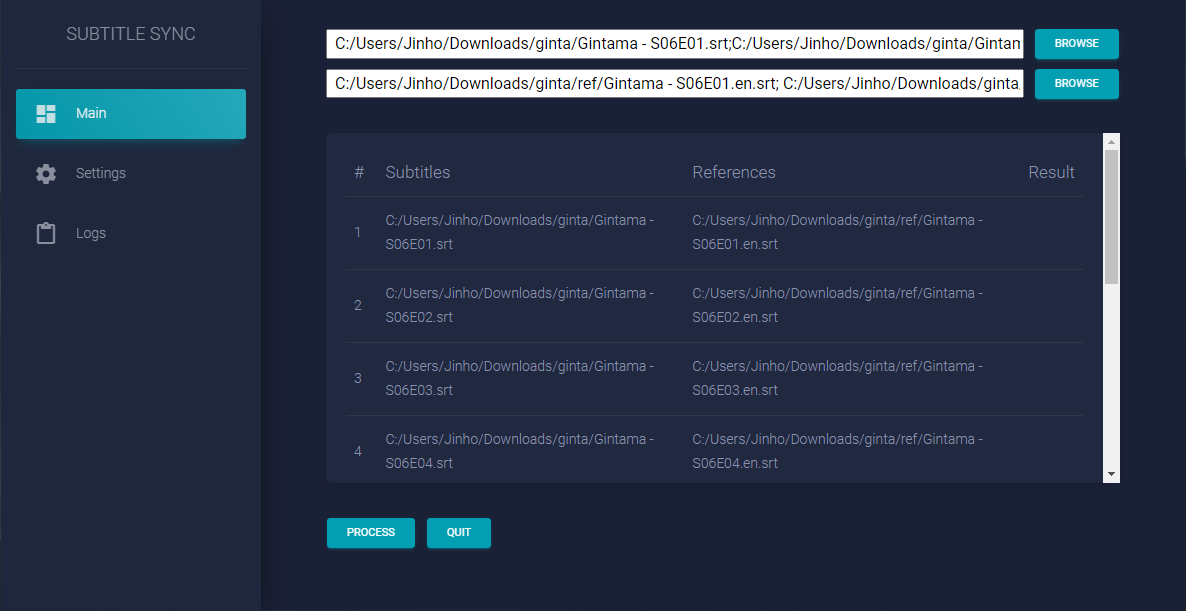 SUBTITLE SYNC
Main
Settings
Logs
C:/Users/Jinho/Downloads/ginta/Gintama - S06E01.srt;C:/Users/Jinho/Downloads/ginta/Gintam
BROWSE
C:/Users/Jinho/Downloads/ginta/ref/Gintama - S06E01.en.srt; C:/Users/Jinho/Downloads/ginta
BROWSE
# Subtitles References Result
1
C:/Users/Jinho/Downloads/ginta/Gintama -
S06E01.srt
C:/Users/Jinho/Downloads/ginta/ref/Gintama -
S06E01.en.srt
2
C:/Users/Jinho/Downloads/ginta/Gintama -
S06E02.srt
C:/Users/Jinho/Downloads/ginta/ref/Gintama -
S06E02.en.srt
3
C:/Users/Jinho/Downloads/ginta/Gintama -
S06E03.srt
C:/Users/Jinho/Downloads/ginta/ref/Gintama -
S06E03.en.srt
4
C:/Users/Jinho/Downloads/ginta/Gintama -
S06E04.srt
C:/Users/Jinho/Downloads/ginta/ref/Gintama -
S06E04.en.srt
PROCESS
QUIT